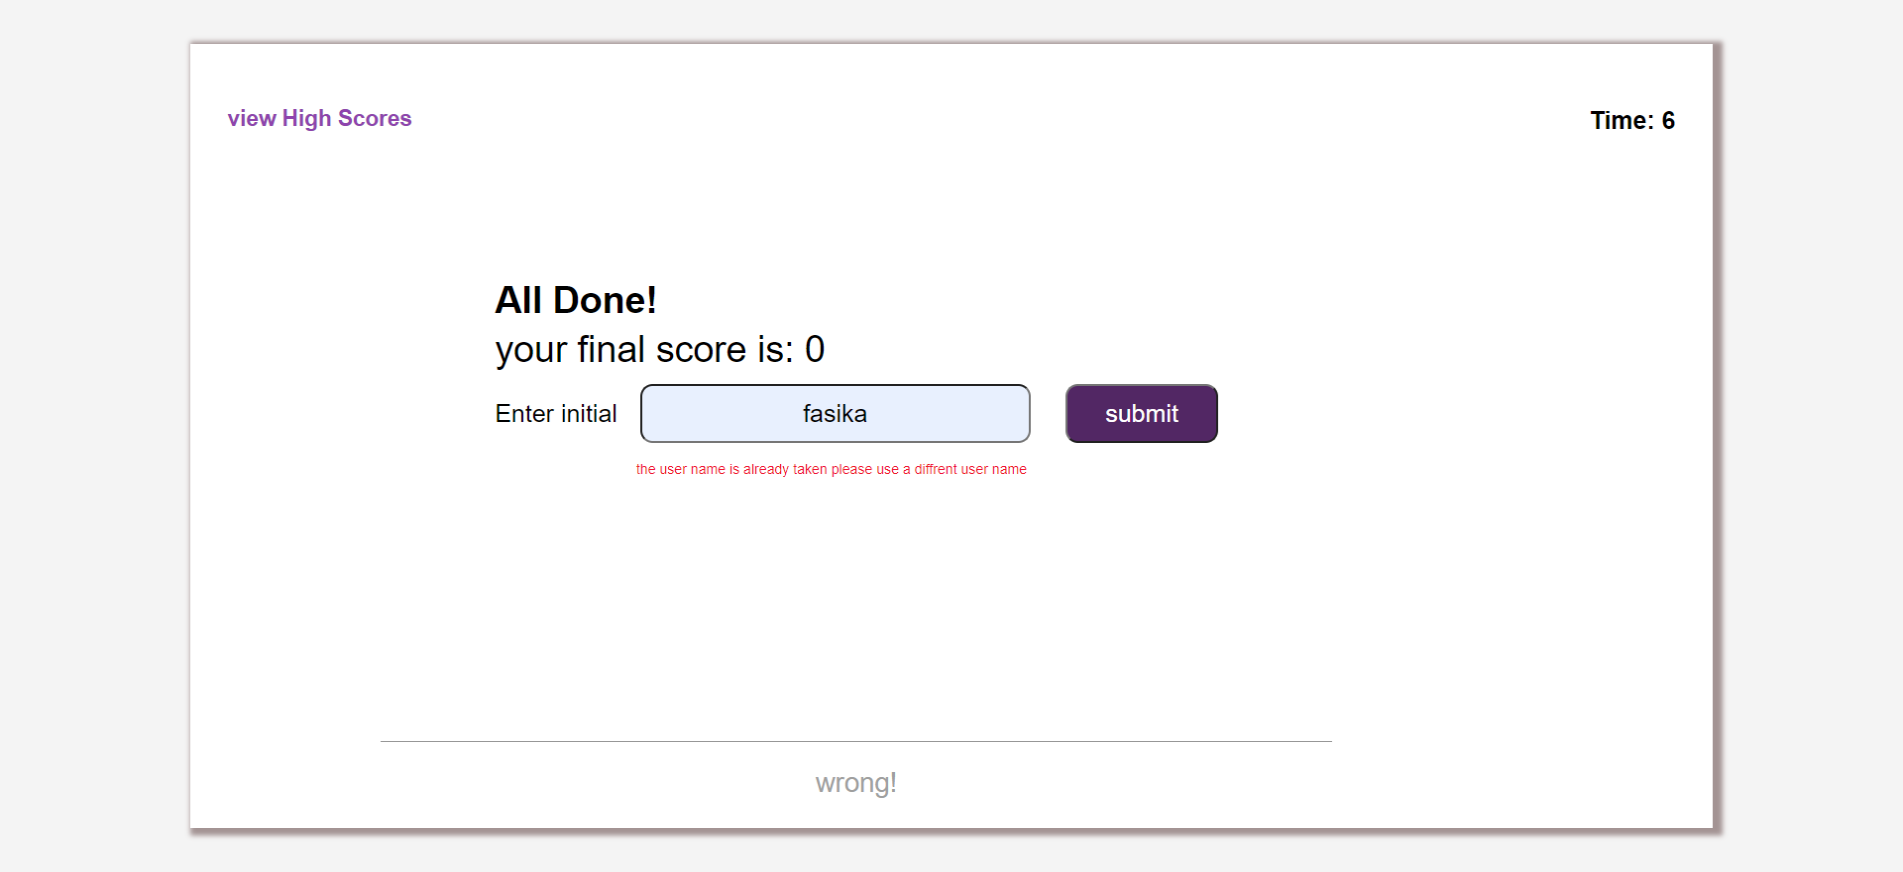 view High Scores
Time: 6
All Done!
your final score is: 0
Enter initial
fasika
submit
the user name is already taken please use a diffrent user name
wrong!